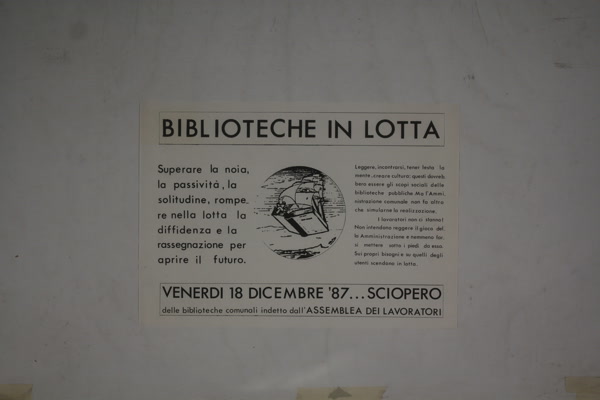 BIBLIOTECHE IN LOTTA
Superare la noia,
la passività, la
solitudine, rompe.
re nella lotta la
diffidenza e la
rassegnazione per
aprire il futuro.
Leggere, incontrarsi, tener testa la
mente, creare cultura: questi dovreb.
bero essere gli scopi sociali delle
biblioteche pubbliche. Ma l'Ammi.
nistrazione comunale non fa altro
che simularne la realizzazione.
I lavoratori non ci stanno!
Non intendono reggere il gioco del.
la Amministrazione e nemmeno far.
si mettere sotto i piedi da essa.
Sui propri bisogni e su quelli degli
utenti scendono in lotta.
VENERDI 18 DICEMBRE '87...SCIOPERO
delle biblioteche comunali indetto dall'ASSEMBLEA DEI LAVORATORI